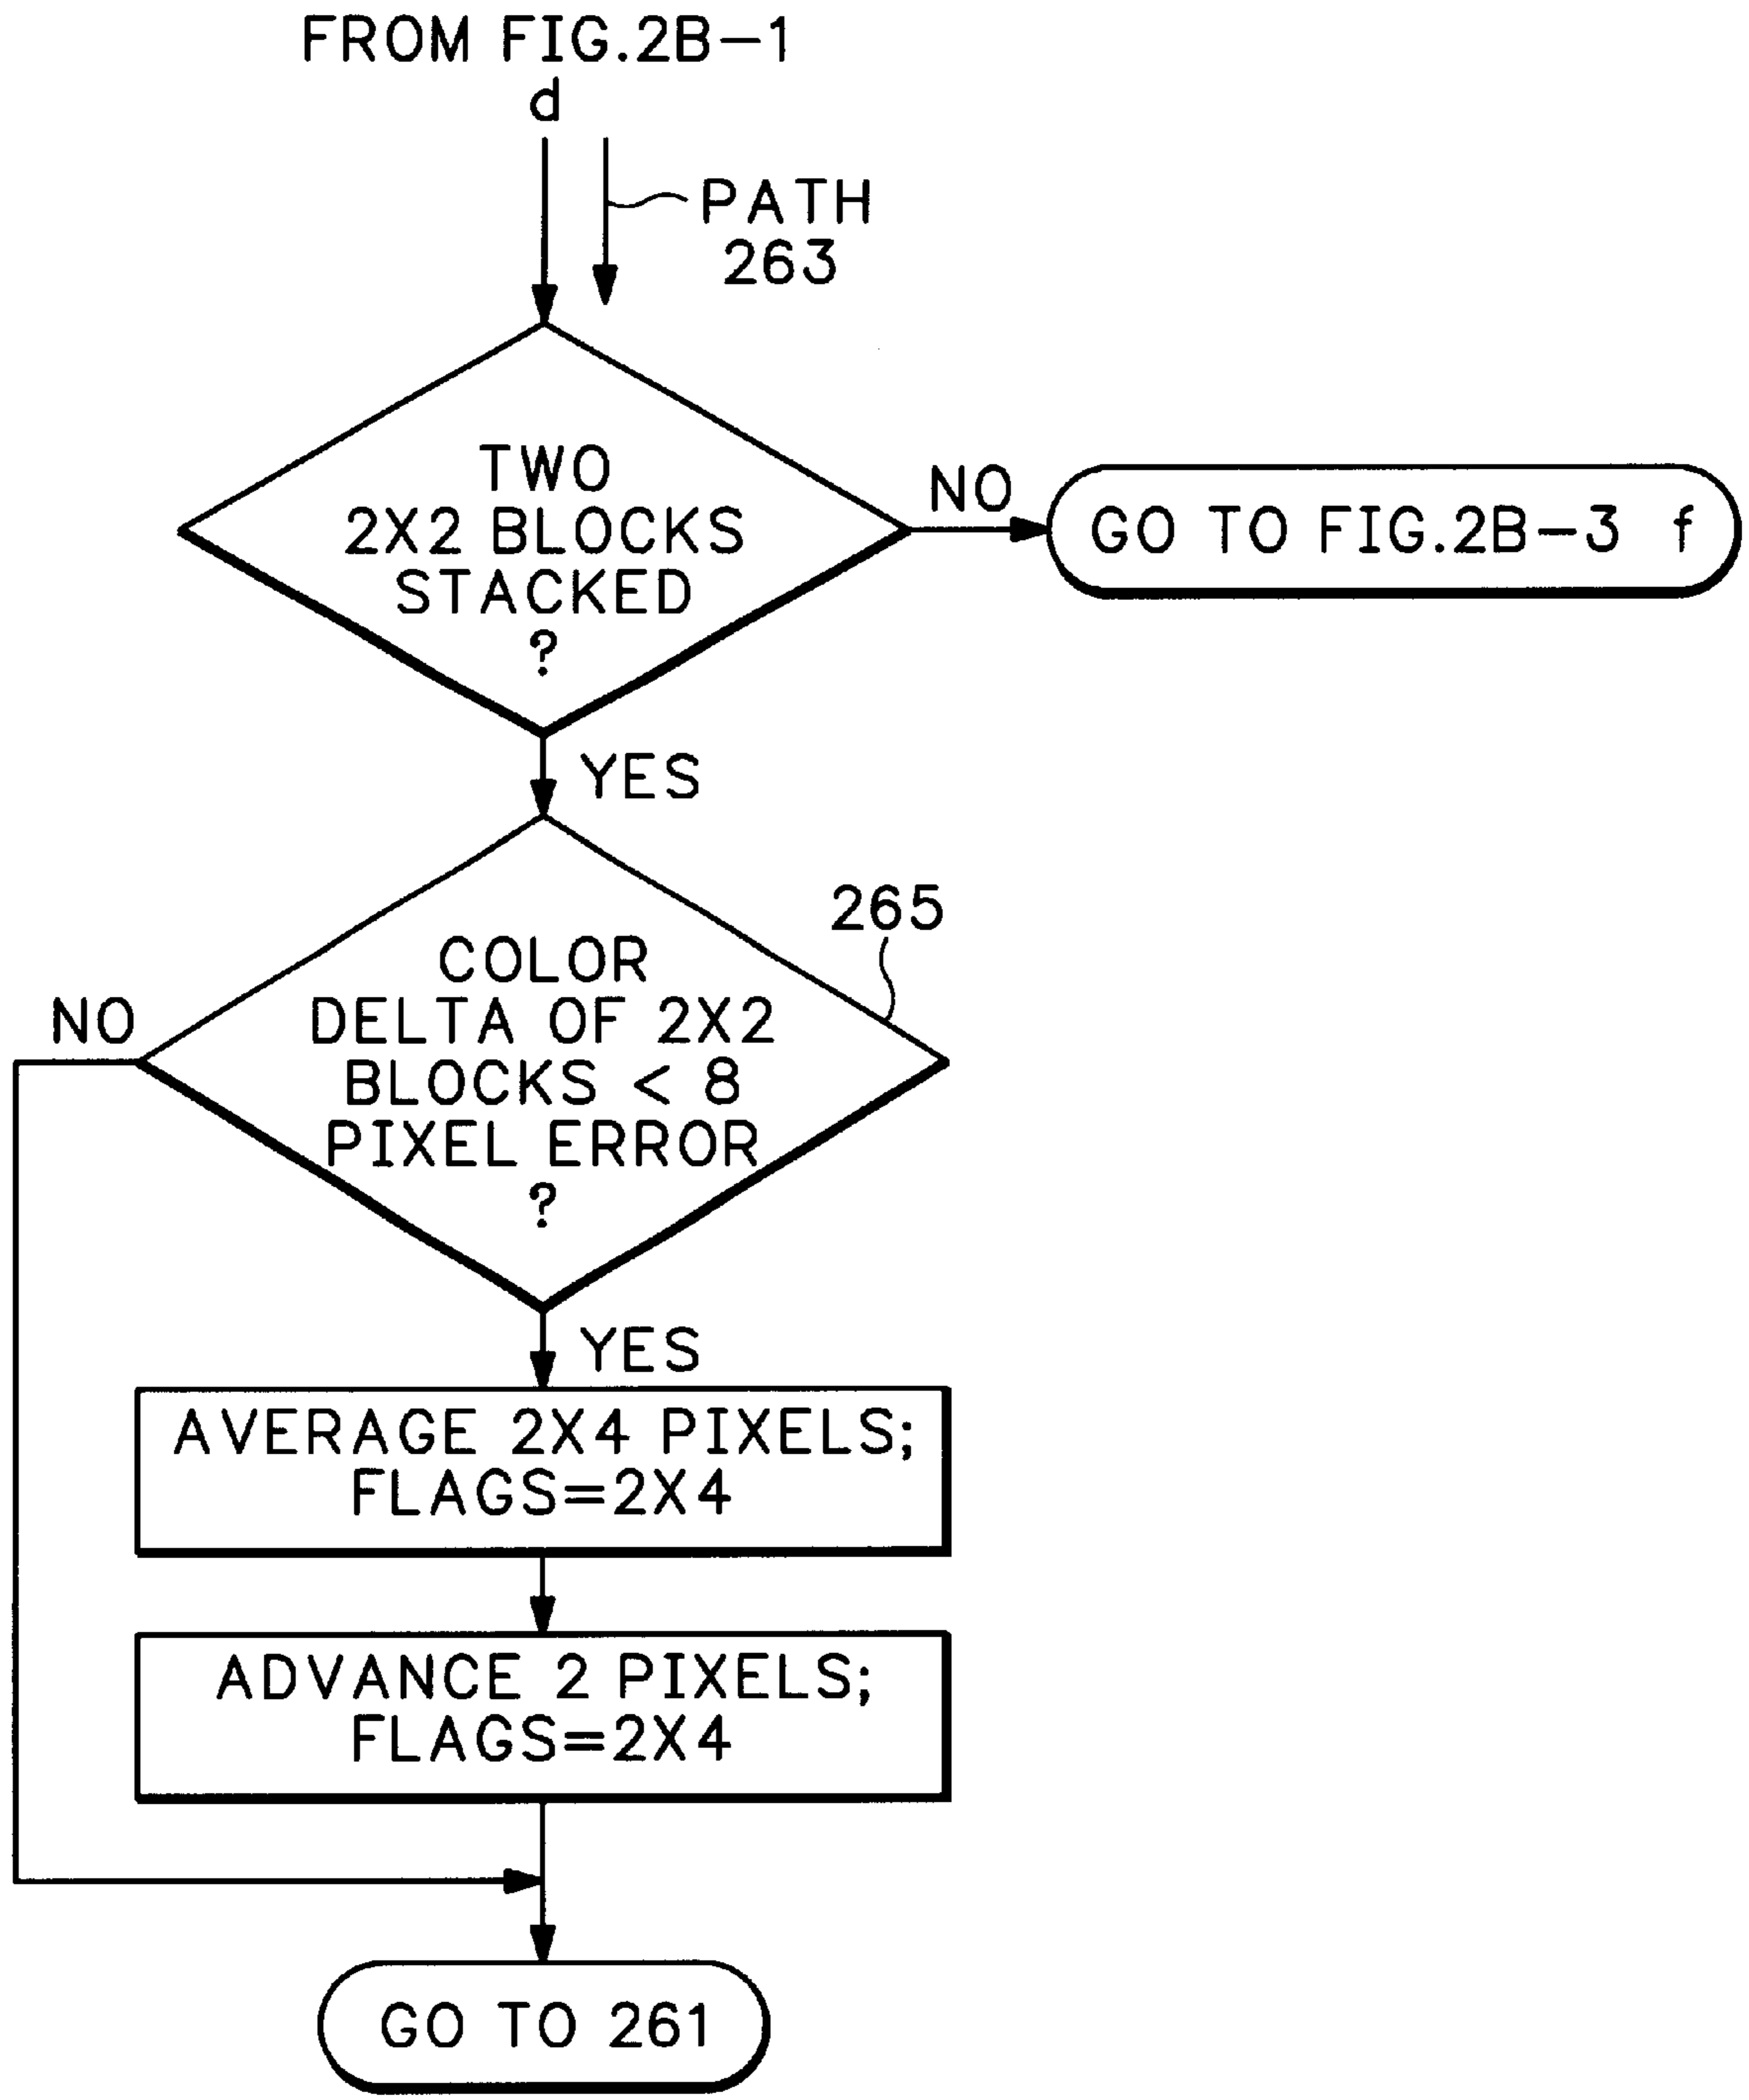 FROM FIG.2B-1
d
PATH
263
TWO
2X2 BLOCKS
STACKED
?
NO
GO TO FIG.2B-3 f
YES
265
COLOR
DELTA OF 2X2
BLOCKS < 8
PIXEL ERROR
?
NO
YES
AVERAGE 2X4 PIXELS;
FLAGS=2X4
ADVANCE 2 PIXELS;
FLAGS=2X4
GO TO 261